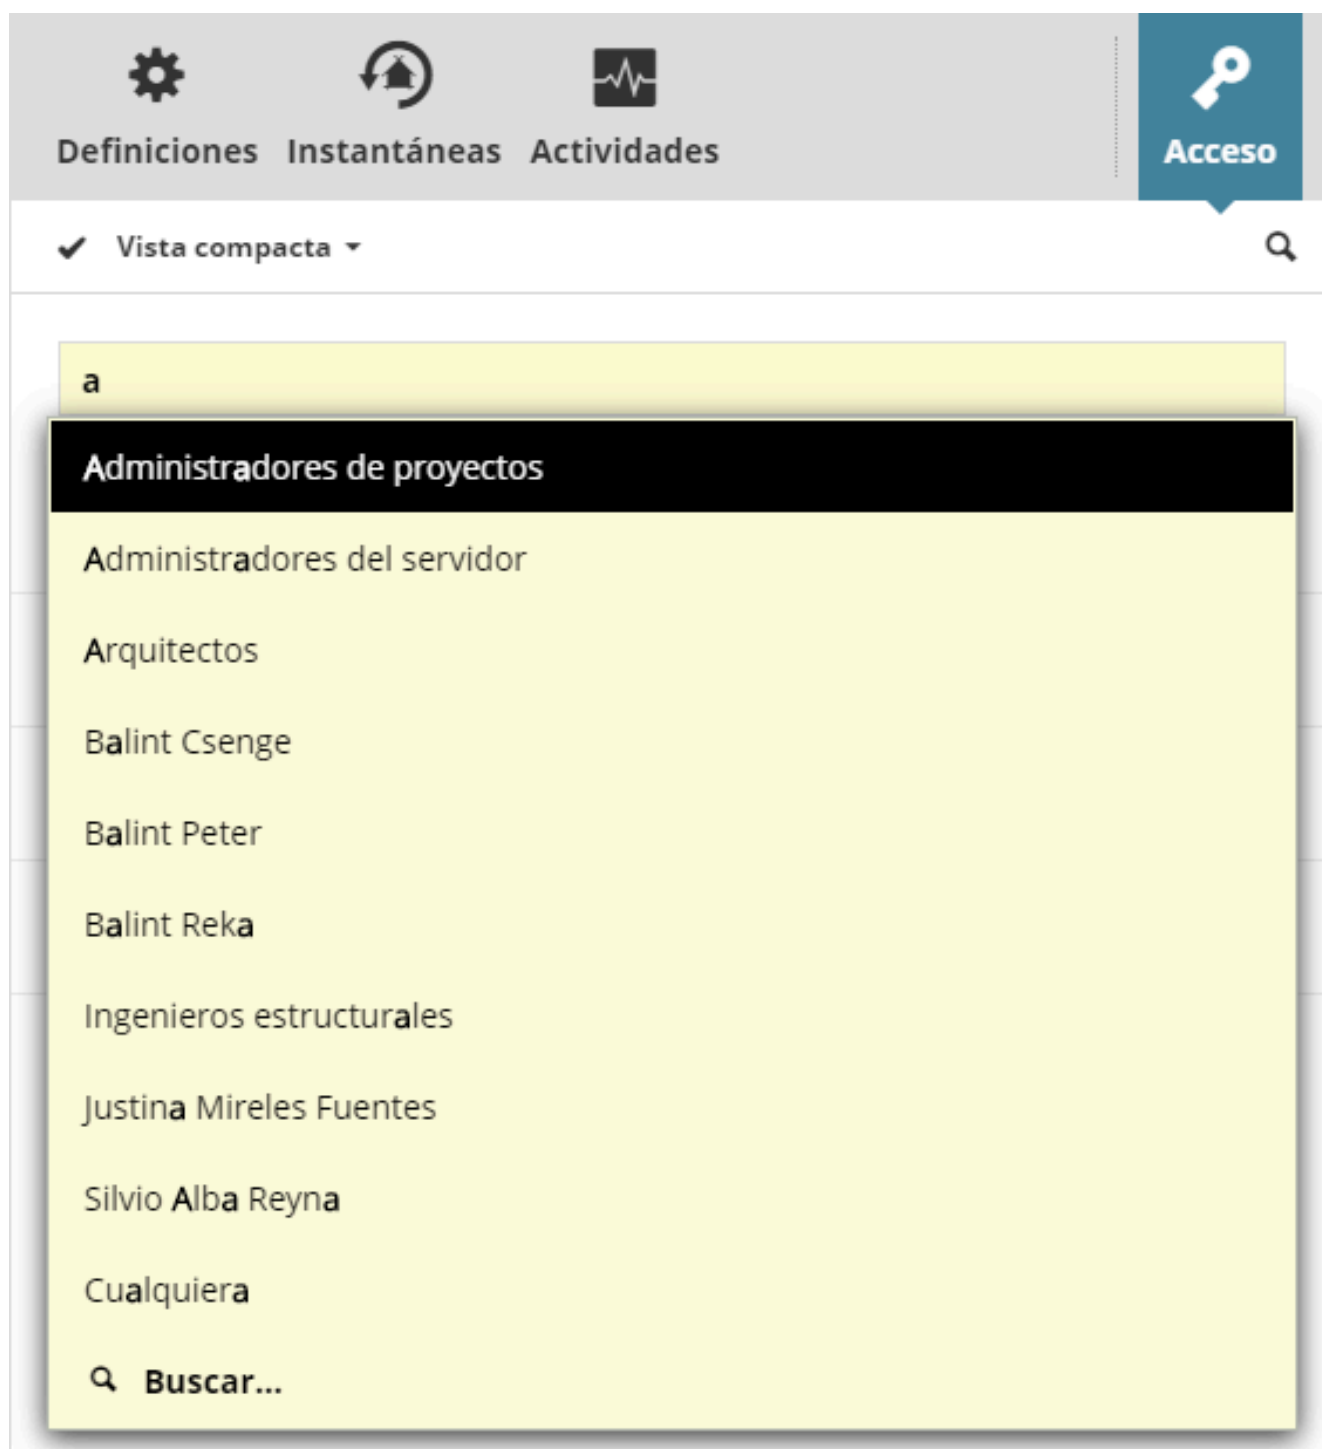 Definiciones Instantáneas Actividades Acceso
Vista compacta
a
Administradores de proyectos
Administradores del servidor
Arquitectos
Balint Csenge
Balint Peter
Balint Reka
Ingenieros estructurales
Justina Mireles Fuentes
Silvio Alba Reyna
Cualquiera
Buscar...